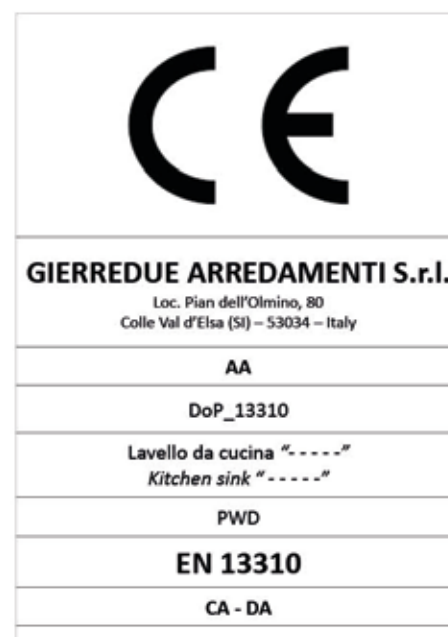 CE
GIERREDUE ARREDAMENTI S.r.l.
Loc. Pian dell’Olmino, 80
Colle Val d’Elsa (SI) – 53034 – Italy
AA
DoP_13310
Lavello da cucina “- - - - -”
Kitchen sink “ - - - - -”
PWD
EN 13310
CA - DA